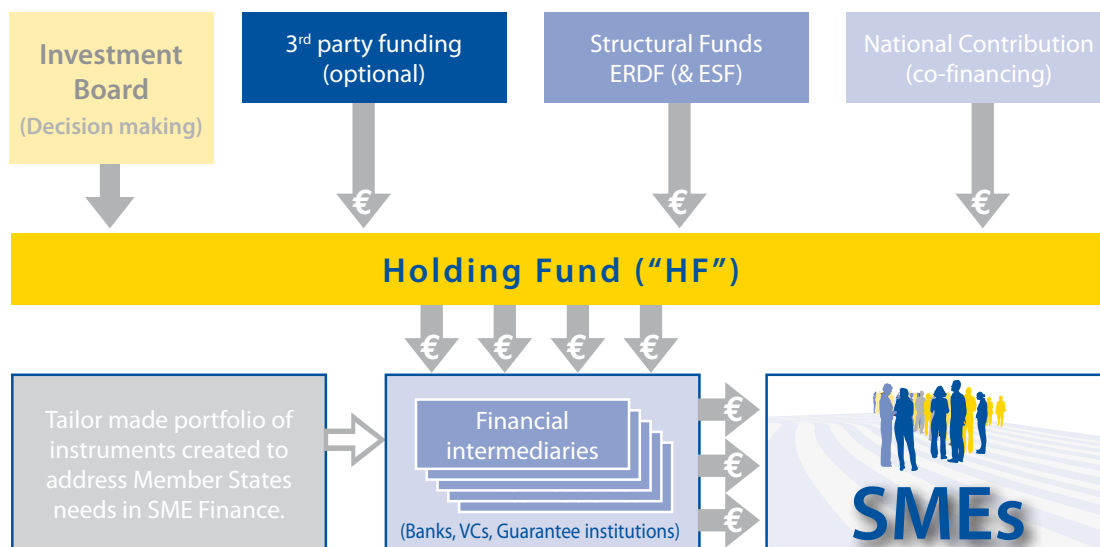 Investment
Board
(Decision making)
3rd party funding
(optional)
Structural Funds
ERDF (& ESF)
National Contribution
(co-financing)
€
€
€
Holding Fund (“HF”)
€ € € €
Tailor made portfolio of
instruments created to
address Member States
needs in SME Finance.
Financial
intermediaries
(Banks, VCs, Guarantee institutions)
€
€
€
SMEs